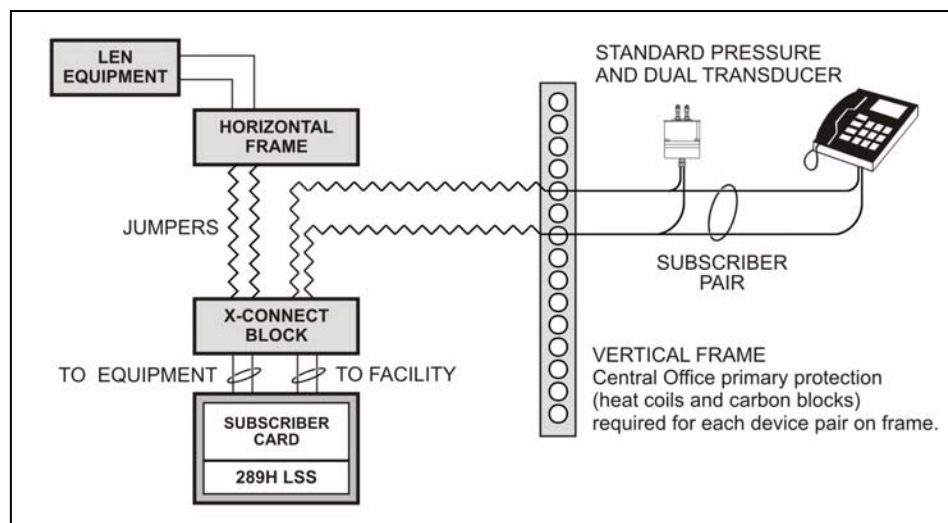 LEN
EQUIPMENT
STANDARD PRESSURE
AND DUAL TRANSDUCER
HORIZONTAL
FRAME
JUMPERS
SUBSCRIBER
PAIR
X-CONNECT
BLOCK
TO EQUIPMENT
TO FACILITY
VERTICAL FRAME
Central Office primary protection
(heat coils and carbon blocks)
required for each device pair on frame.
SUBSCRIBER
CARD
289H LSS